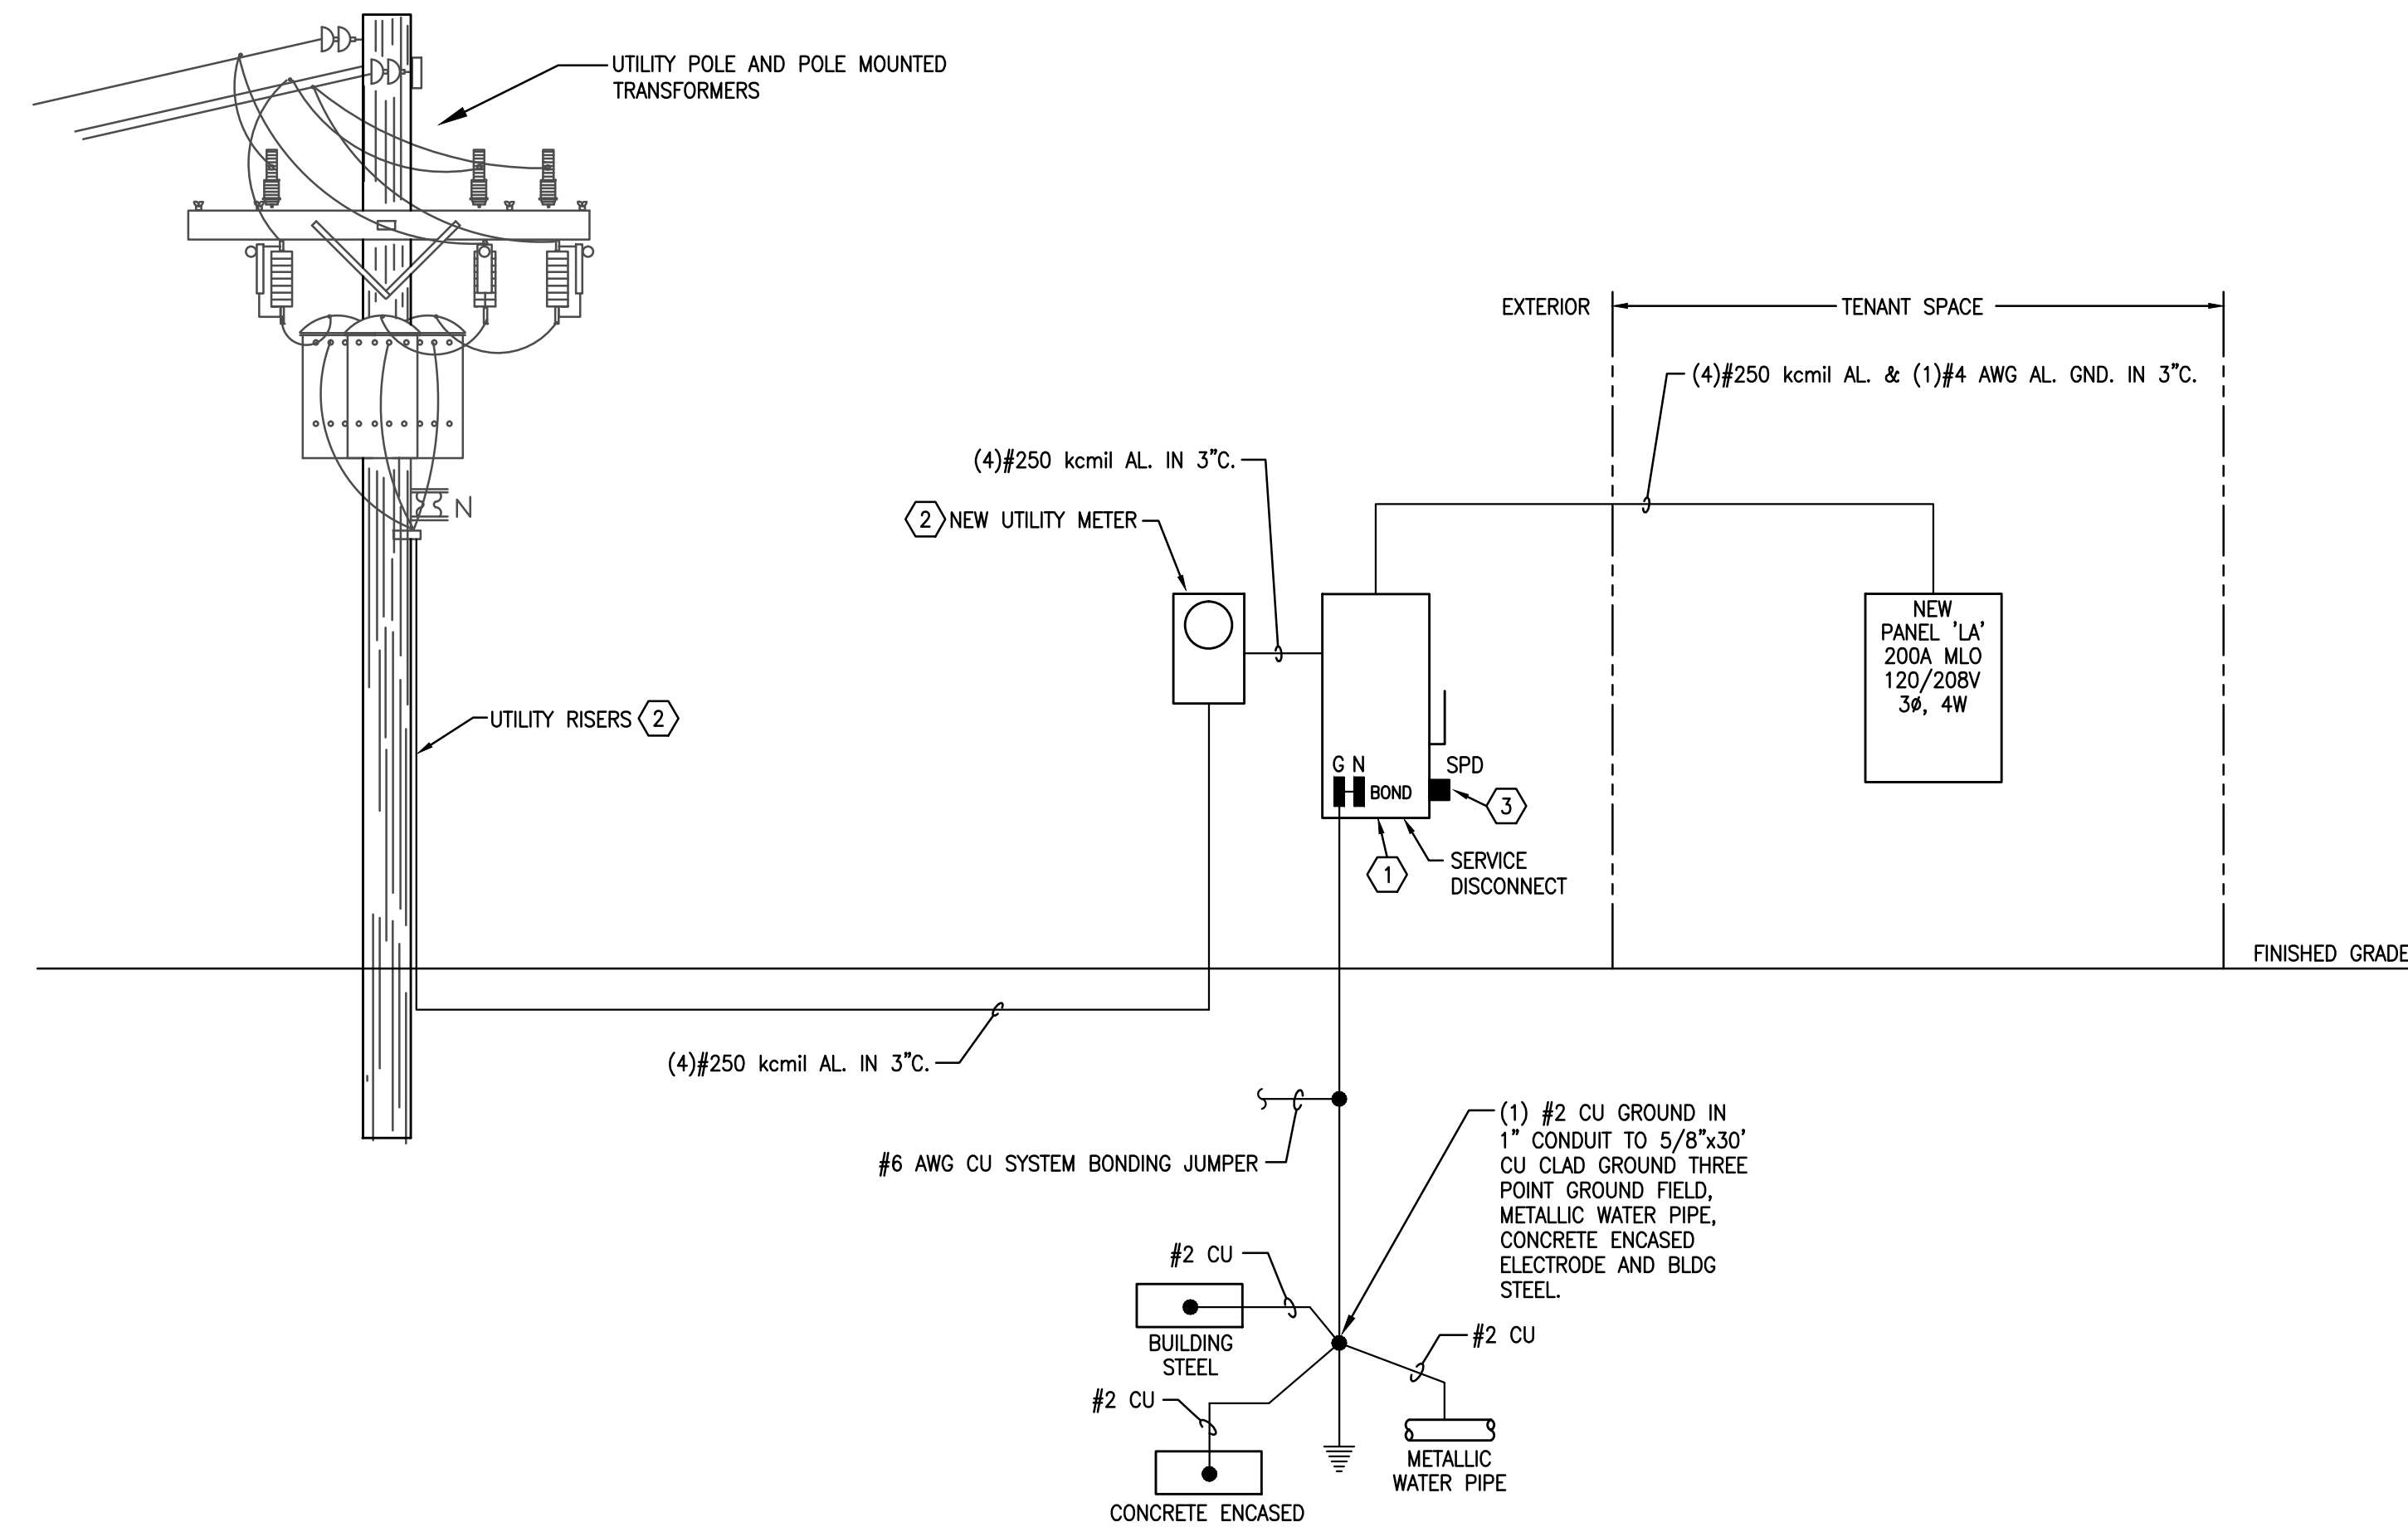 UTILITY POLE AND POLE MOUNTED
TRANSFORMERS
EXTERIOR
TENANT SPACE
(4)#250 kcmil AL. & (1)#4 AWG AL. GND. IN 3"C.
(4)#250 kcmil AL. IN 3"C.
2 NEW UTILITY METER
N
NEW
PANEL 'LA'
200A MLO
120/208V
3ø, 4W
UTILITY RISERS 2
G N
BOND
SPD
3
1
SERVICE
DISCONNECT
FINISHED GRADE
(4)#250 kcmil AL. IN 3"C.
#6 AWG CU SYSTEM BONDING JUMPER
(1) #2 CU GROUND IN
1" CONDUIT TO 5/8"x30'
CU CLAD GROUND THREE
POINT GROUND FIELD,
METALLIC WATER PIPE,
CONCRETE ENCASED
ELECTRODE AND BLDG
STEEL.
#2 CU
BUILDING
STEEL
#2 CU
#2 CU
METALLIC
WATER PIPE
CONCRETE ENCASED